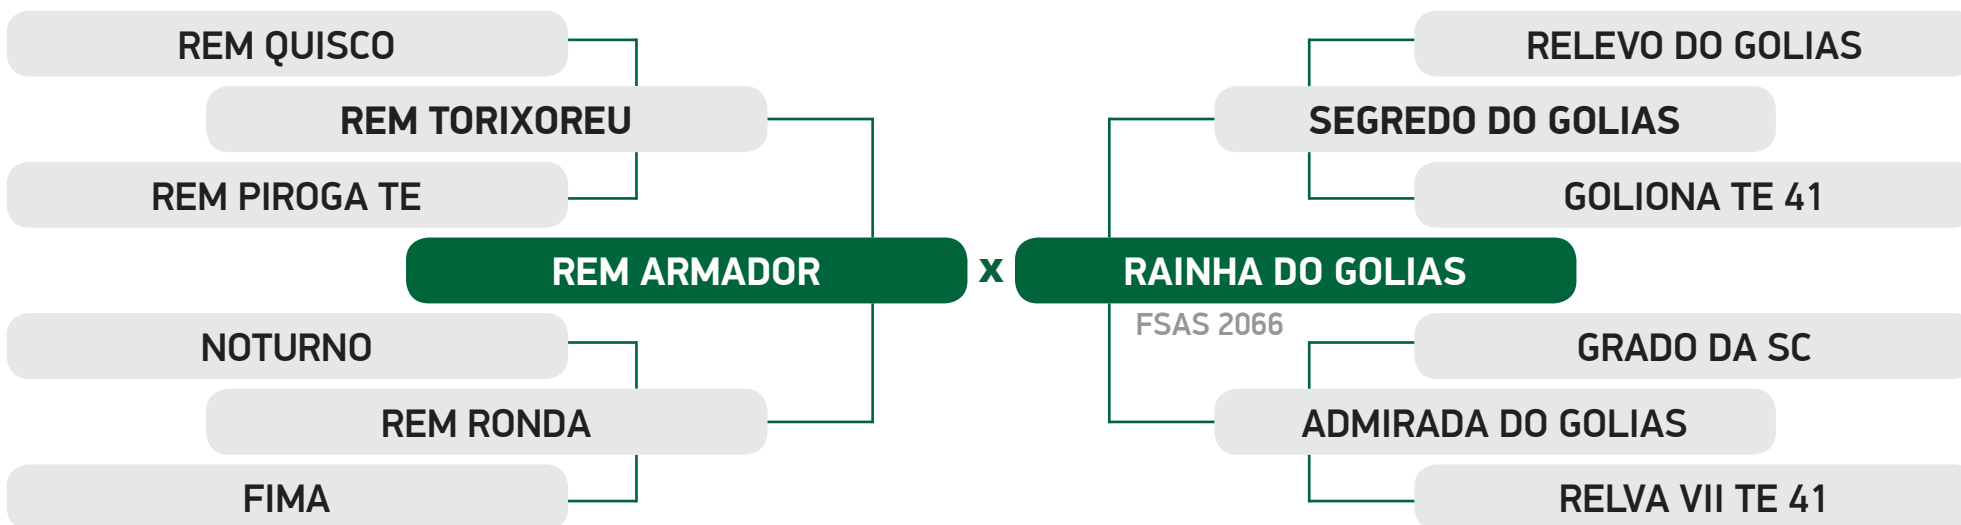 REM QUISCO
RELEVO DO GOLIAS
REM TORIXOREU
SEGREDO DO GOLIAS
REM PIROGA TE
GOLIONA TE 41
REM ARMADOR x RAINHA DO GOLIAS
FSAS 2066
NOTURNO
GRADO DA SC
REM RONDA
ADMIRADA DO GOLIAS
FIMA
RELVA VII TE 41